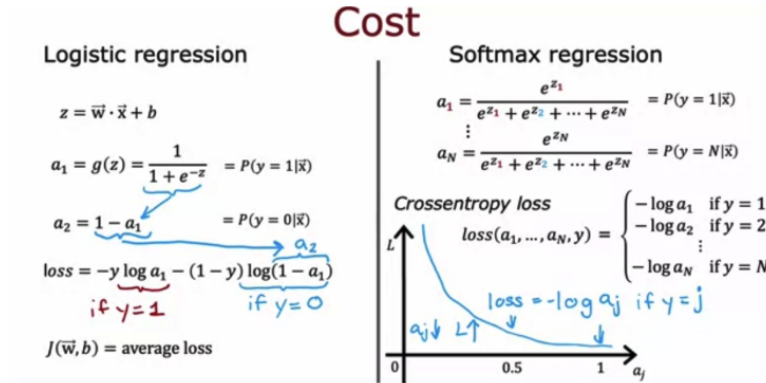 Cost
Logistic regression
z = w⃗ · x⃗ + b
a₁ = g(z) = 1 / (1 + e^(−z)) = P(y = 1|x⃗)
a₂ = 1 − a₁ = P(y = 0|x⃗)
a₂
loss = −y log a₁ − (1 − y) log(1 − a₁)
if y=1 if y=0
J(w⃗, b) = average loss
Softmax regression
a₁ = e^(z₁) / (e^(z₁) + e^(z₂) + ⋯ + e^(z_N)) = P(y = 1|x⃗)
⋮
a_N = e^(z_N) / (e^(z₁) + e^(z₂) + ⋯ + e^(z_N)) = P(y = N|x⃗)
Crossentropy loss
loss(a₁, …, a_N, y) = { −log a₁ if y = 1
−log a₂ if y = 2
⋮
−log a_N if y = N
L
loss = -log aj if y=j
aj↓ L↑
0 0.5 1 a_j